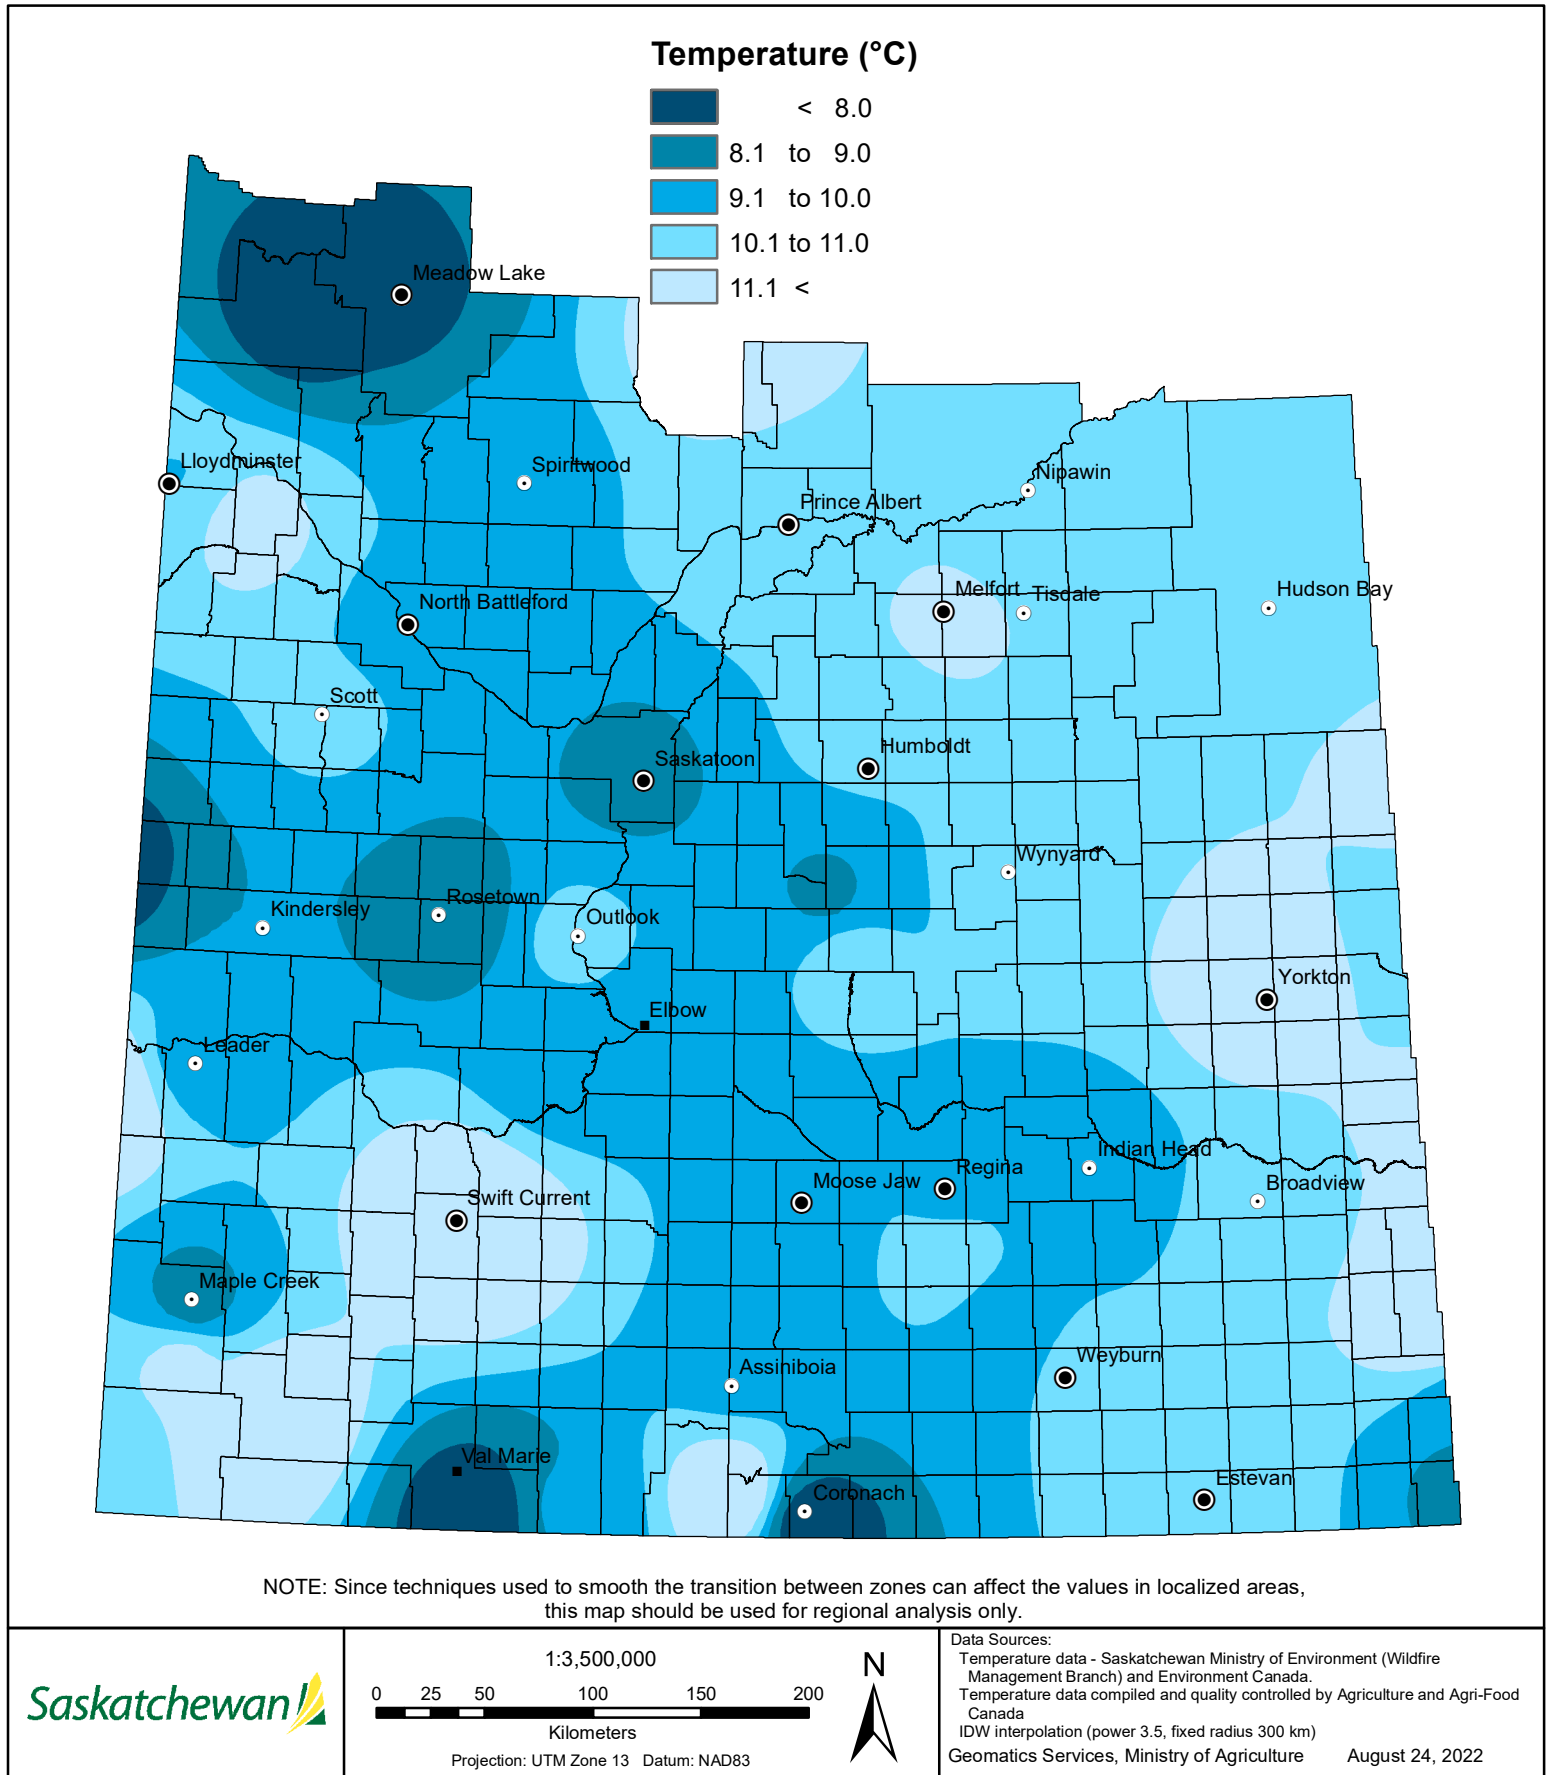 Temperature (°C)
< 8.0
8.1 to 9.0
9.1 to 10.0
10.1 to 11.0
11.1 <
Meadow Lake
Lloydminster
Spiritwood
Nipawin
Prince Albert
Melfort
Tisdale
Hudson Bay
North Battleford
Scott
Saskatoon
Humboldt
Wynyard
Rosetown
Kindersley
Outlook
Yorkton
Elbow
Leader
Indian Head
Regina
Moose Jaw
Broadview
Swift Current
Maple Creek
Weyburn
Assiniboia
Val Marie
Estevan
Coronach
NOTE: Since techniques used to smooth the transition between zones can affect the values in localized areas,
this map should be used for regional analysis only.
Saskatchewan
1:3,500,000
0 25 50 100 150 200
Kilometers
Projection: UTM Zone 13 Datum: NAD83
N
Data Sources:
Temperature data - Saskatchewan Ministry of Environment (Wildfire
Management Branch) and Environment Canada.
Temperature data compiled and quality controlled by Agriculture and Agri-Food
Canada
IDW interpolation (power 3.5, fixed radius 300 km)
Geomatics Services, Ministry of Agriculture August 24, 2022